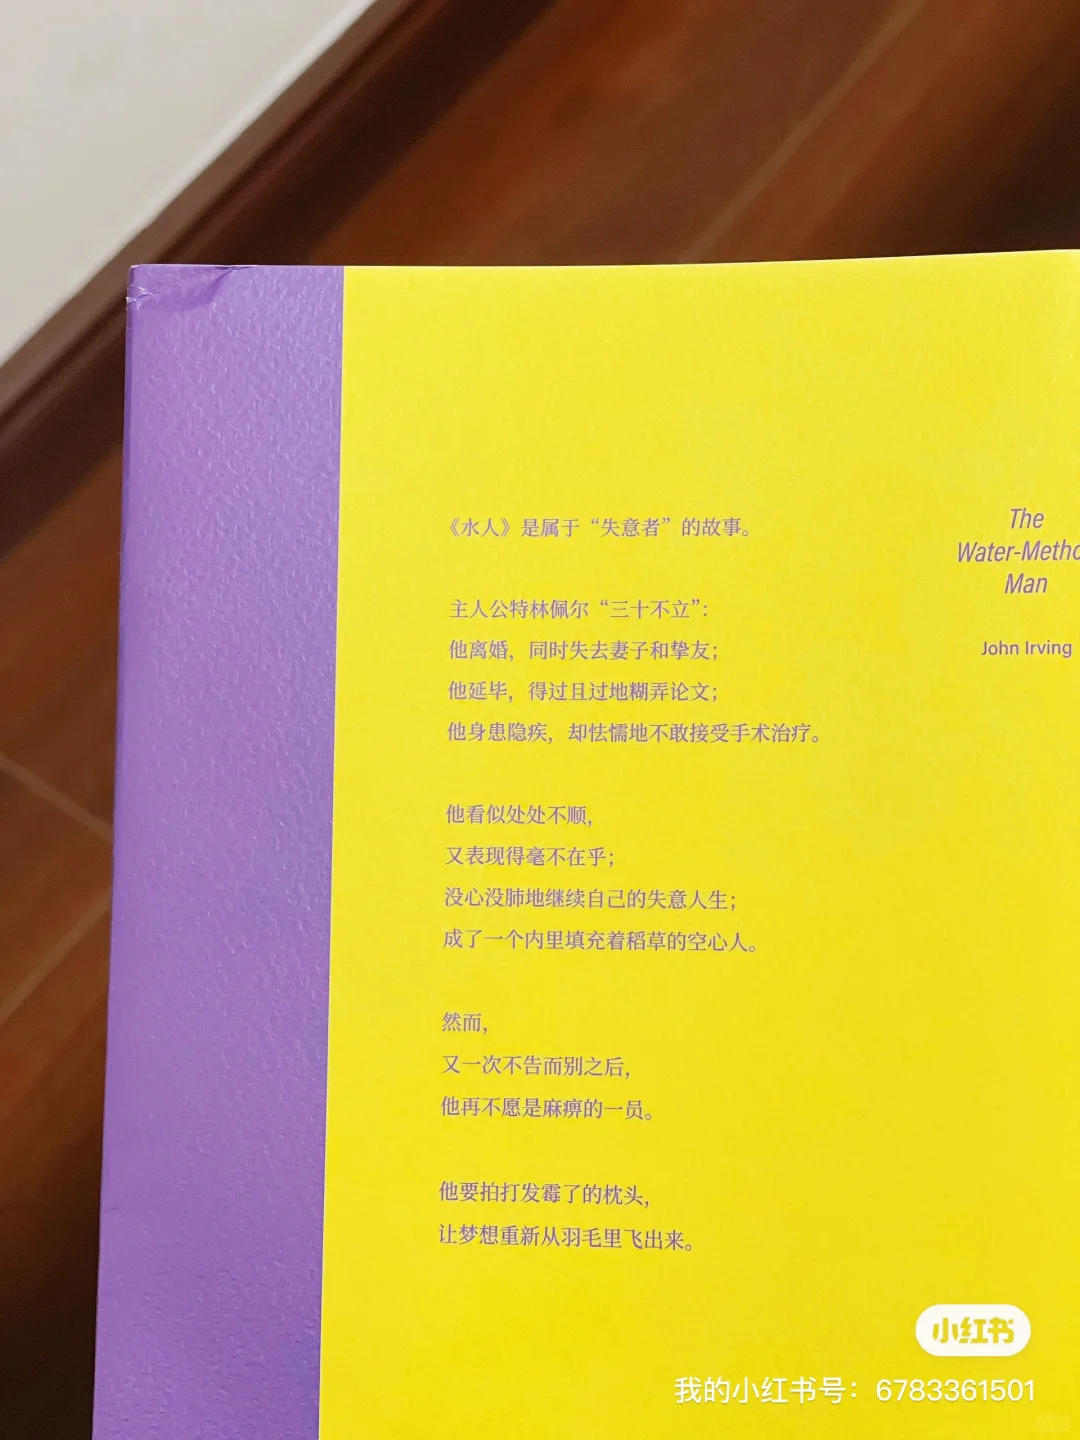 《水人》是属于“失意者”的故事。
主人公特林佩尔“三十不立”：
他离婚，同时失去妻子和挚友；
他延毕，得过且过地糊弄论文；
他身患隐疾，却怯懦地不敢接受手术治疗。
他看似处处不顺，
又表现得毫不在乎；
没心没肺地继续自己的失意人生；
成了一个内里填充着稻草的空心人。
然而，
又一次不告而别之后，
他再不愿是麻痹的一员。
他要拍打发霉了的枕头，
让梦想重新从羽毛里飞出来。
The
Water-Metho
Man
John Irving
小红书
我的小红书号：6783361501